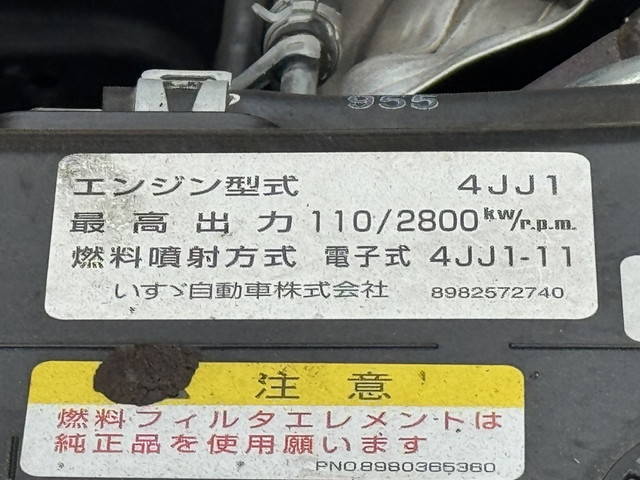 955
エンジン型式 4JJ1
最高出力 110/2800 kW/r.p.m.
燃料噴射方式 電子式 4JJ1-11
いすゞ自動車株式会社 8982572740
注意
燃料フィルタエレメントは
純正品を使用願います
PNO.8980365360